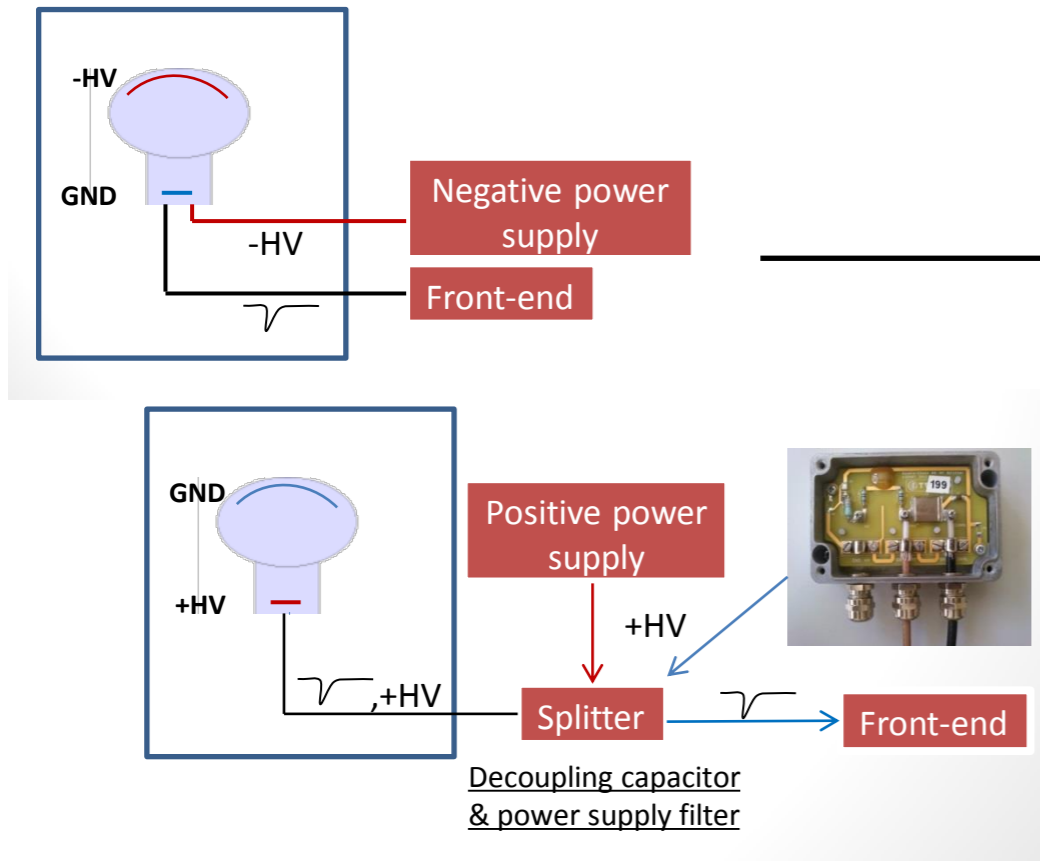 -HV
GND
Negative power
supply
-HV
Front-end
GND
+HV
Positive power
supply
+HV
199
,+HV
Splitter
Front-end
Decoupling capacitor
& power supply filter